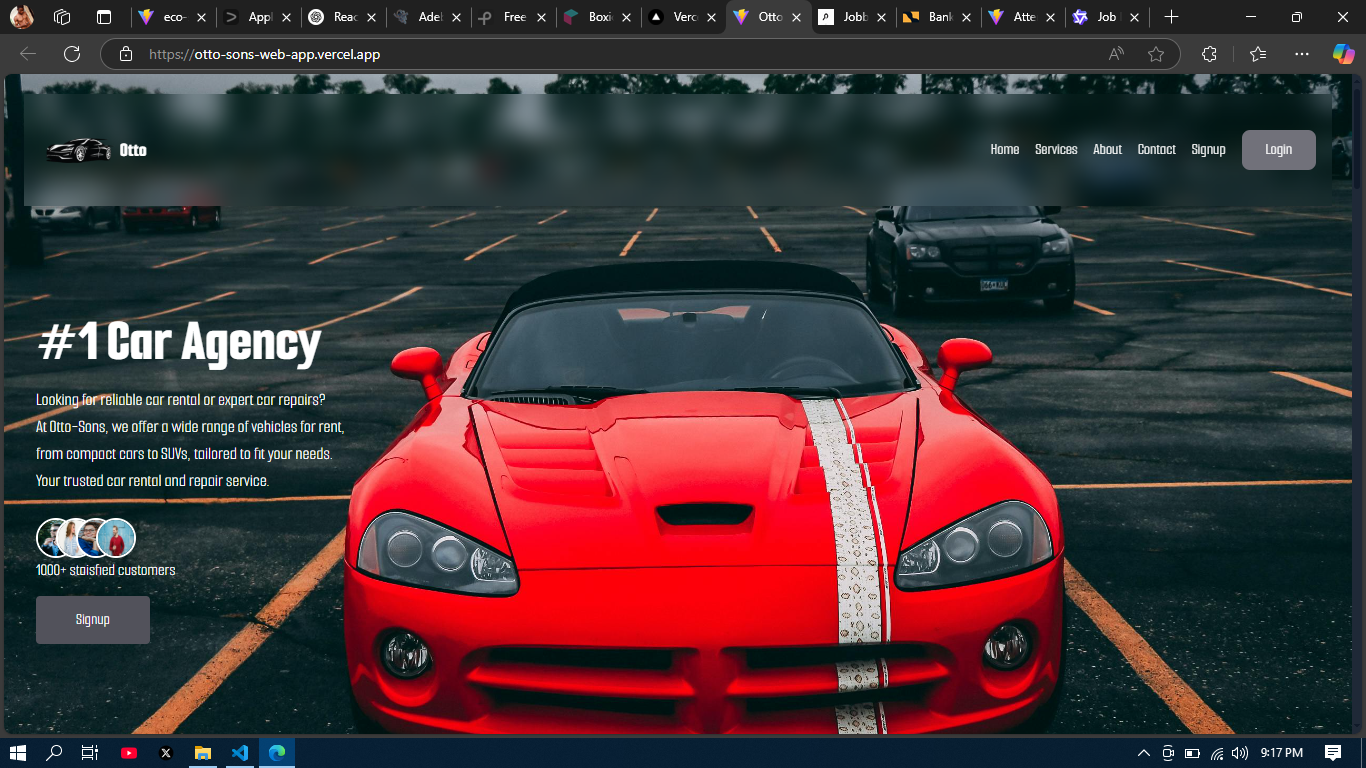 eco-
Appl
Reac
Adel
Free
Boxi
Verc
Otto
Jobb
Bank
Atte
Job
https://otto-sons-web-app.vercel.app
Otto
Home Services About Contact Signup Login
#1 Car Agency
Looking for reliable car rental or expert car repairs?
At Otto-Sons, we offer a wide range of vehicles for rent,
from compact cars to SUVs, tailored to fit your needs.
Your trusted car rental and repair service.
1000+ staisfied customers
Signup
9:17 PM